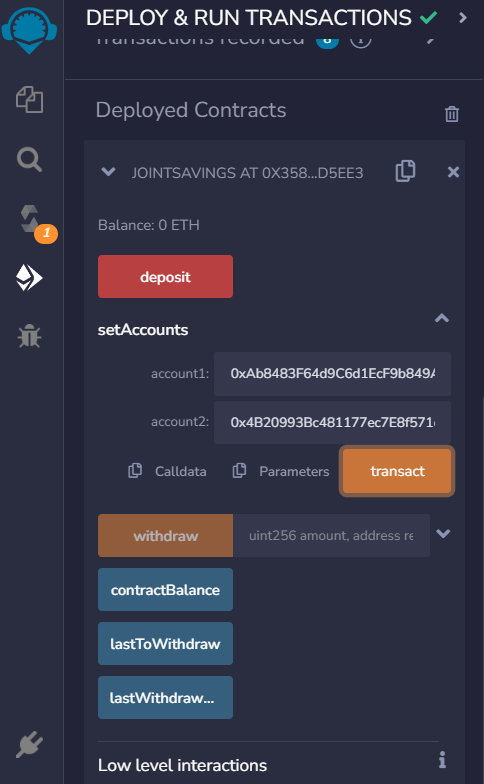 DEPLOY & RUN TRANSACTIONS
Transactions recorded 8 i
Deployed Contracts
JOINTSAVINGS AT 0X358...D5EE3
Balance: 0 ETH
1
deposit
setAccounts
account1: 0xAb8483F64d9C6d1EcF9b849A
account2: 0x4B20993Bc481177ec7E8f571
Calldata Parameters transact
withdraw uint256 amount, address re
contractBalance
lastToWithdraw
lastWithdraw...
Low level interactions i